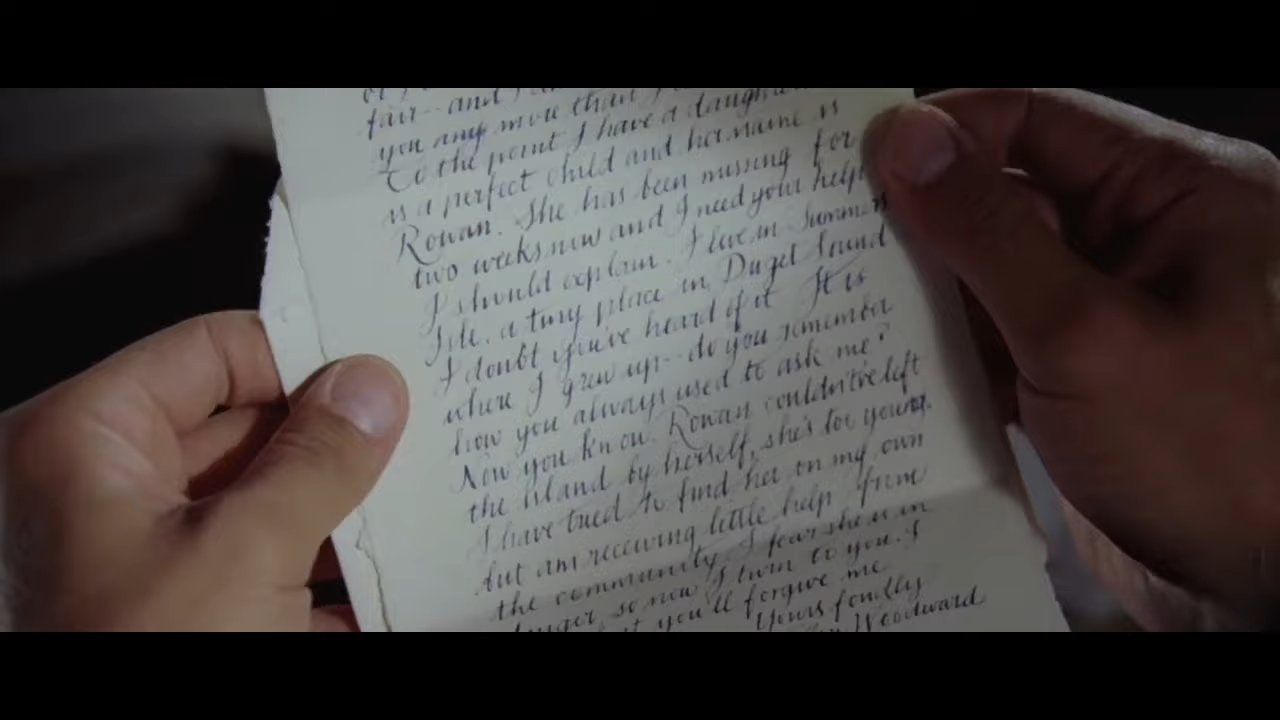 fair-- and I
you any more than I
To the point I have a daughter
is a perfect child and her name is
Rowan. She has been missing for
two weeks now and I need your help
I should explain. I live in Summers
Isle. a tiny place in Puget Sound
I doubt you've heard of it It is
where I grew up-- do you remember
how you always used to ask me?
Now you know. Rowan couldn't've left
the island by herself, she's too young.
I have tried to find her on my own
but am receiving little help from
the community. I fear she is in
danger, so now I turn to you. I
you'll forgive me
Yours fondly
Woodward